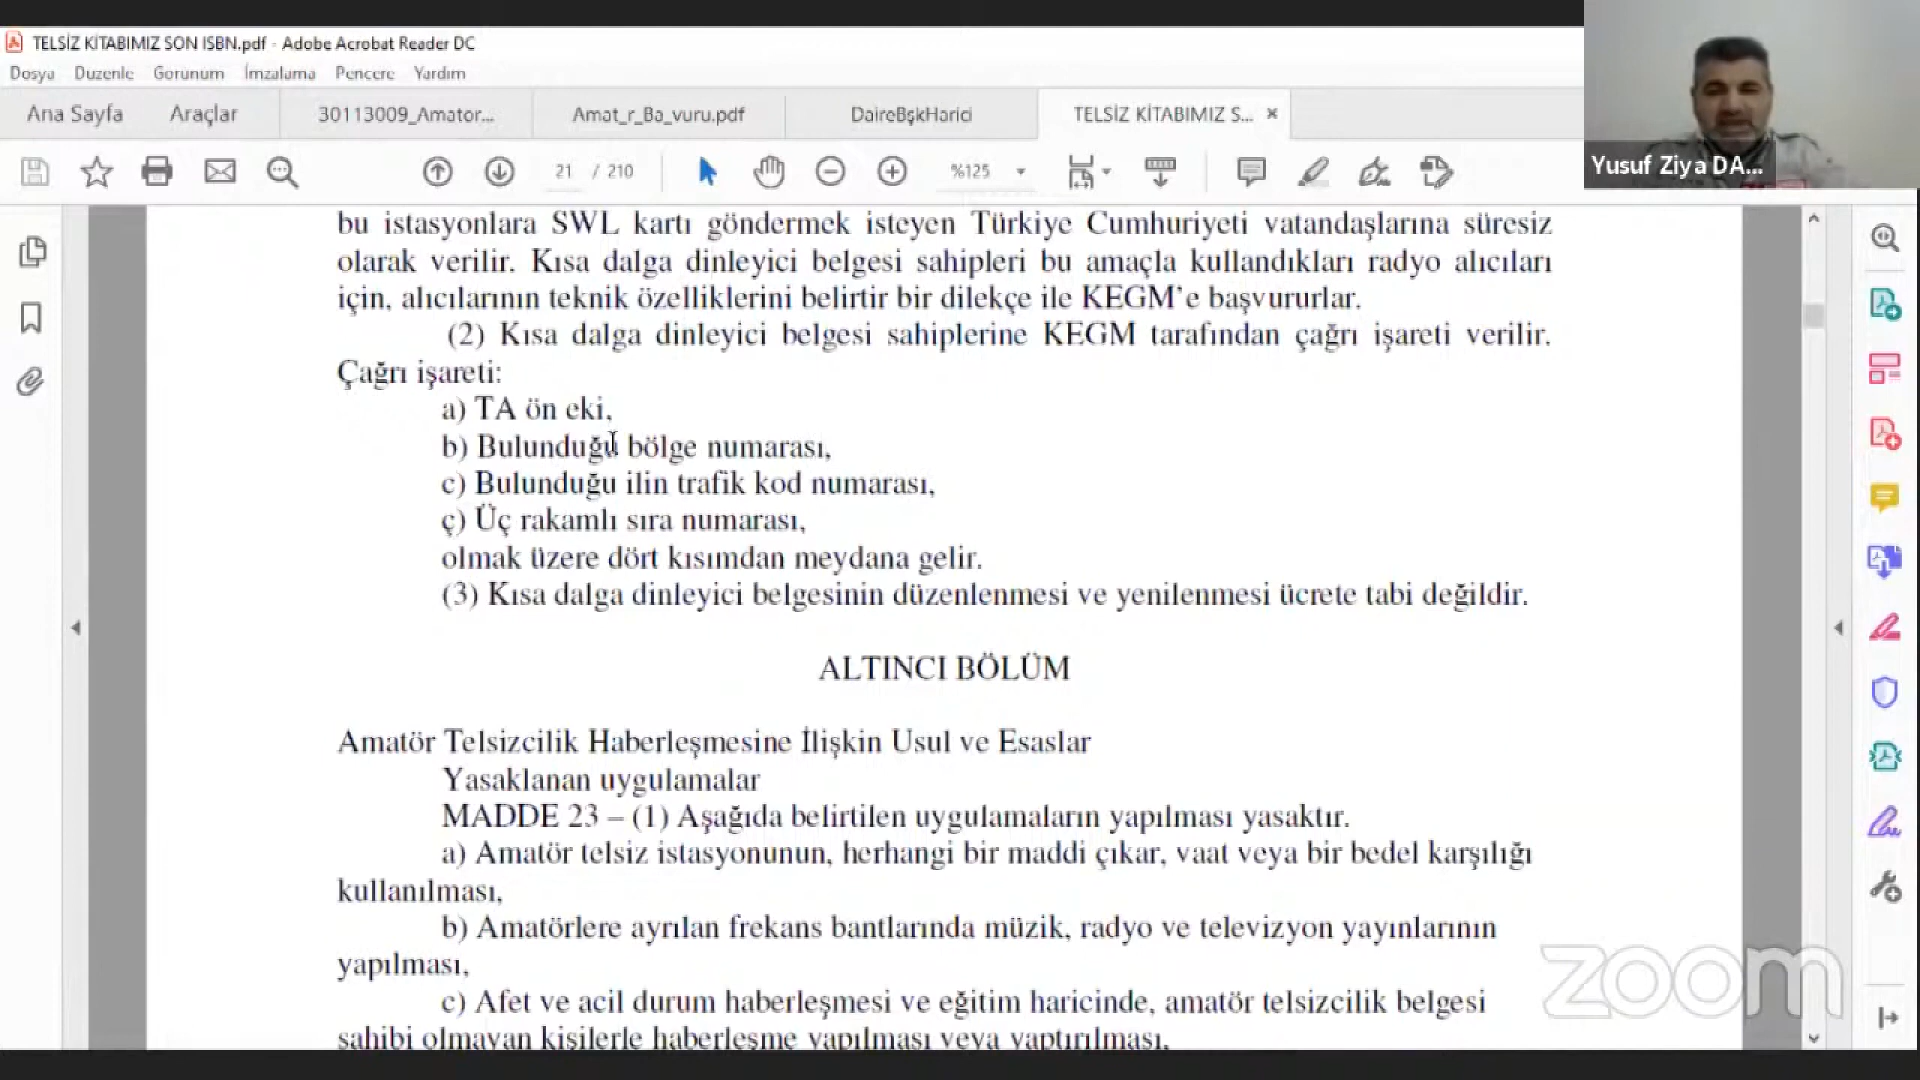 TELSİZ KİTABIMIZ SON ISBN.pdf - Adobe Acrobat Reader DC
Dosya Düzenle Görünüm İmzalama Pencere Yardım
Ana Sayfa Araçlar 30113009_Amator... Amat_r_Ba_vuru.pdf DaireBşkHarici TELSİZ KİTABIMIZ S... ×
21 / 210 %125
Yusuf Ziya DA...
bu istasyonlara SWL kartı göndermek isteyen Türkiye Cumhuriyeti vatandaşlarına süresiz
olarak verilir. Kısa dalga dinleyici belgesi sahipleri bu amaçla kullandıkları radyo alıcıları
için, alıcılarının teknik özelliklerini belirtir bir dilekçe ile KEGM'e başvururlar.
(2) Kısa dalga dinleyici belgesi sahiplerine KEGM tarafından çağrı işareti verilir.
Çağrı işareti:
a) TA ön eki,
b) Bulunduğu bölge numarası,
c) Bulunduğu ilin trafik kod numarası,
ç) Üç rakamlı sıra numarası,
olmak üzere dört kısımdan meydana gelir.
(3) Kısa dalga dinleyici belgesinin düzenlenmesi ve yenilenmesi ücrete tabi değildir.
ALTINCI BÖLÜM
Amatör Telsizcilik Haberleşmesine İlişkin Usul ve Esaslar
Yasaklanan uygulamalar
MADDE 23 – (1) Aşağıda belirtilen uygulamaların yapılması yasaktır.
a) Amatör telsiz istasyonunun, herhangi bir maddi çıkar, vaat veya bir bedel karşılığı
kullanılması,
b) Amatörlere ayrılan frekans bantlarında müzik, radyo ve televizyon yayınlarının
yapılması,
c) Afet ve acil durum haberleşmesi ve eğitim haricinde, amatör telsizcilik belgesi
sahibi olmayan kişilerle haberleşme yapılması veya yaptırılması,
zoom